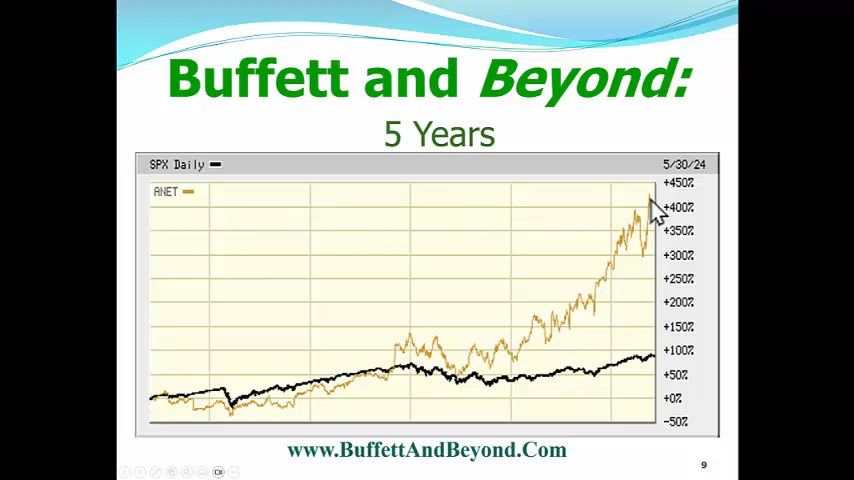 Buffett and Beyond:
5 Years
SPX Daily 5/30/24
ANET
+450%
+400%
+350%
+300%
+250%
+200%
+150%
+100%
+50%
+0%
-50%
www.BuffettAndBeyond.Com
9